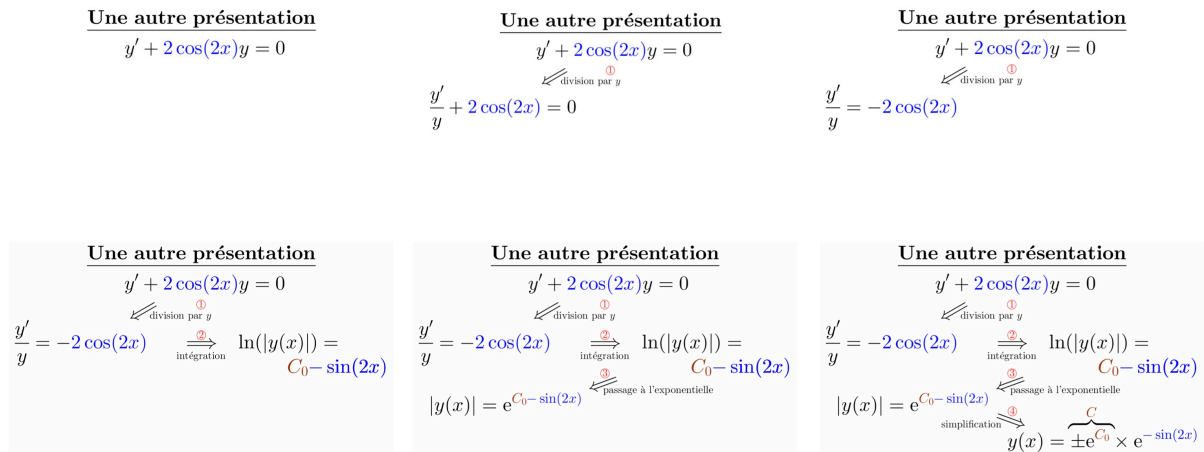 Une autre présentation
y′ + 2 cos(2x)y = 0
Une autre présentation
y′ + 2 cos(2x)y = 0
①
division par y
y′/y + 2 cos(2x) = 0
Une autre présentation
y′ + 2 cos(2x)y = 0
①
division par y
y′/y = −2 cos(2x)
Une autre présentation
y′ + 2 cos(2x)y = 0
①
division par y
y′/y = −2 cos(2x) ② ⟹ intégration ln(|y(x)|) =
C₀ − sin(2x)
Une autre présentation
y′ + 2 cos(2x)y = 0
①
division par y
y′/y = −2 cos(2x) ② ⟹ intégration ln(|y(x)|) =
C₀ − sin(2x)
③
passage à l'exponentielle
|y(x)| = e^{C₀ − sin(2x)}
Une autre présentation
y′ + 2 cos(2x)y = 0
①
division par y
y′/y = −2 cos(2x) ② ⟹ intégration ln(|y(x)|) =
C₀ − sin(2x)
③
passage à l'exponentielle
|y(x)| = e^{C₀ − sin(2x)}
④
simplification
C
y(x) = ±e^{C₀} × e^{− sin(2x)}